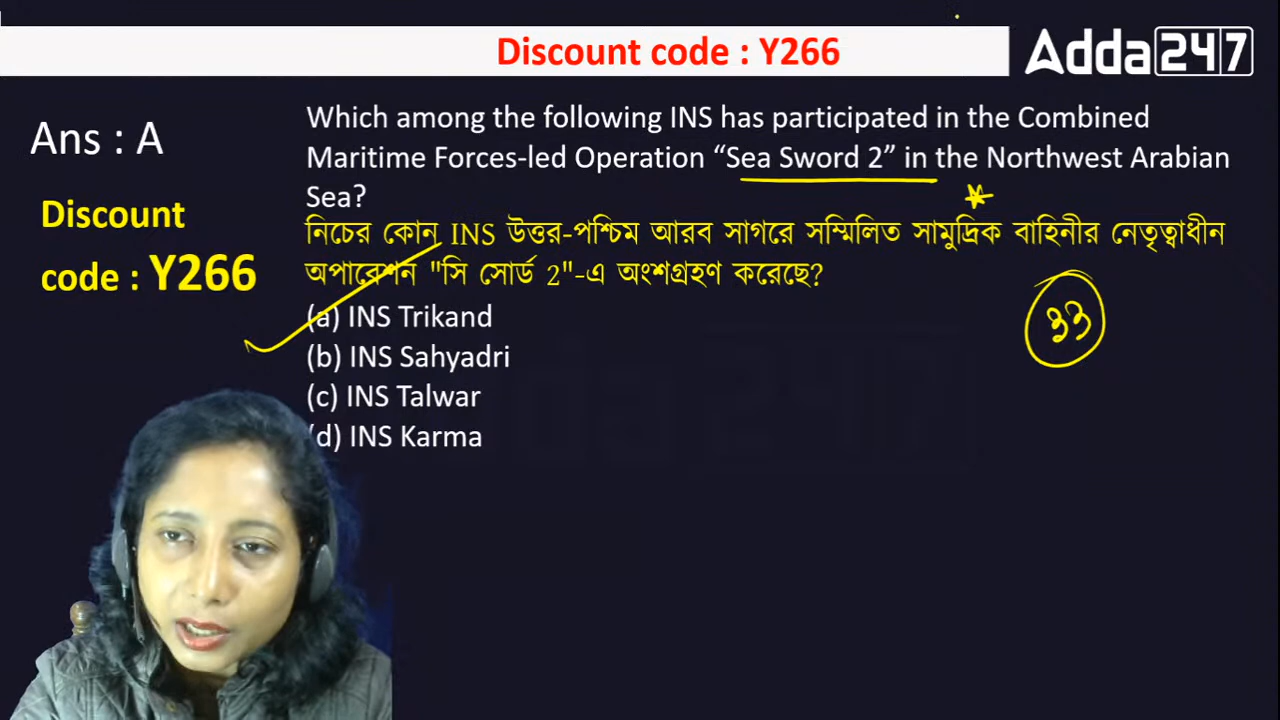 Discount code : Y266
Adda247
Ans : A
Discount
code : Y266
Which among the following INS has participated in the Combined
Maritime Forces-led Operation “Sea Sword 2” in the Northwest Arabian
Sea?
নিচের কোন INS উত্তর-পশ্চিম আরব সাগরে সম্মিলিত সামুদ্রিক বাহিনীর নেতৃত্বাধীন
অপারেশন "সি সোর্ড 2"-এ অংশগ্রহণ করেছে?
(a) INS Trikand
(b) INS Sahyadri
(c) INS Talwar
(d) INS Karma
33